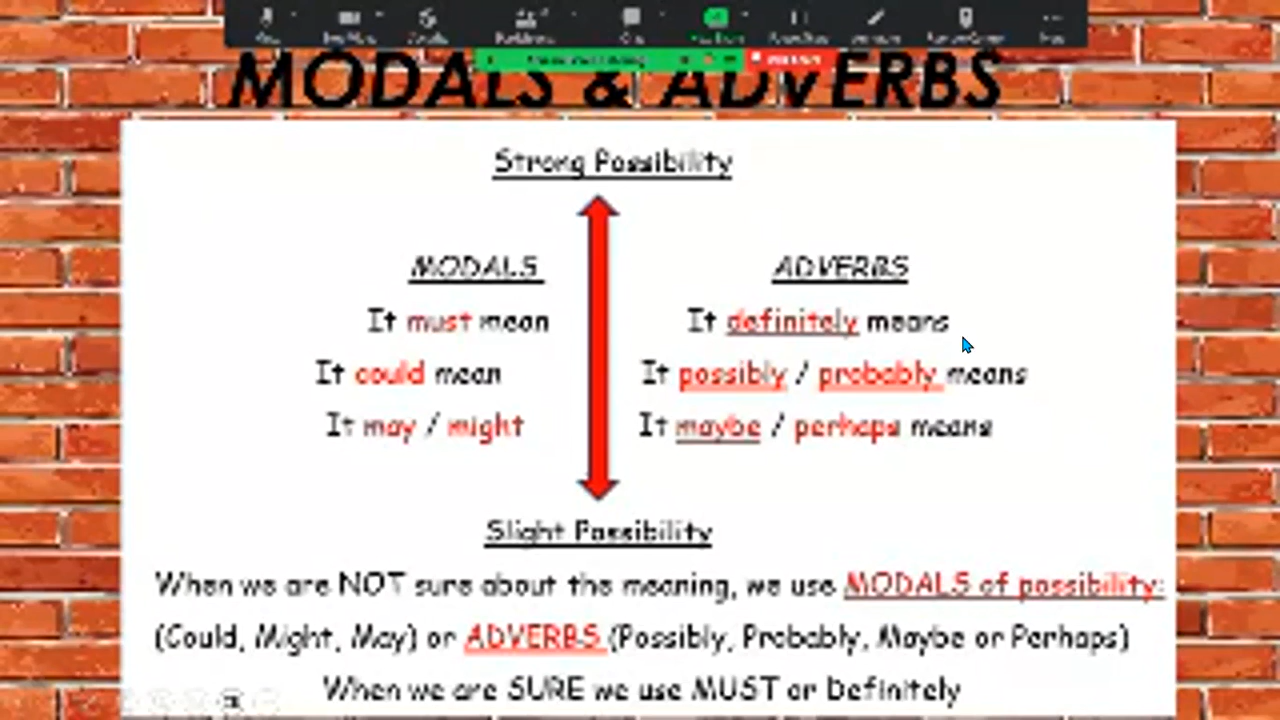 MODALS & ADVERBS
Strong Possibility
MODALS
ADVERBS
It must mean
It definitely means
It could mean
It possibly / probably means
It may / might
It maybe / perhaps means
Slight Possibility
When we are NOT sure about the meaning, we use MODALS of possibility:
(Could, Might, May) or ADVERBS (Possibly, Probably, Maybe or Perhaps)
When we are SURE we use MUST or Definitely